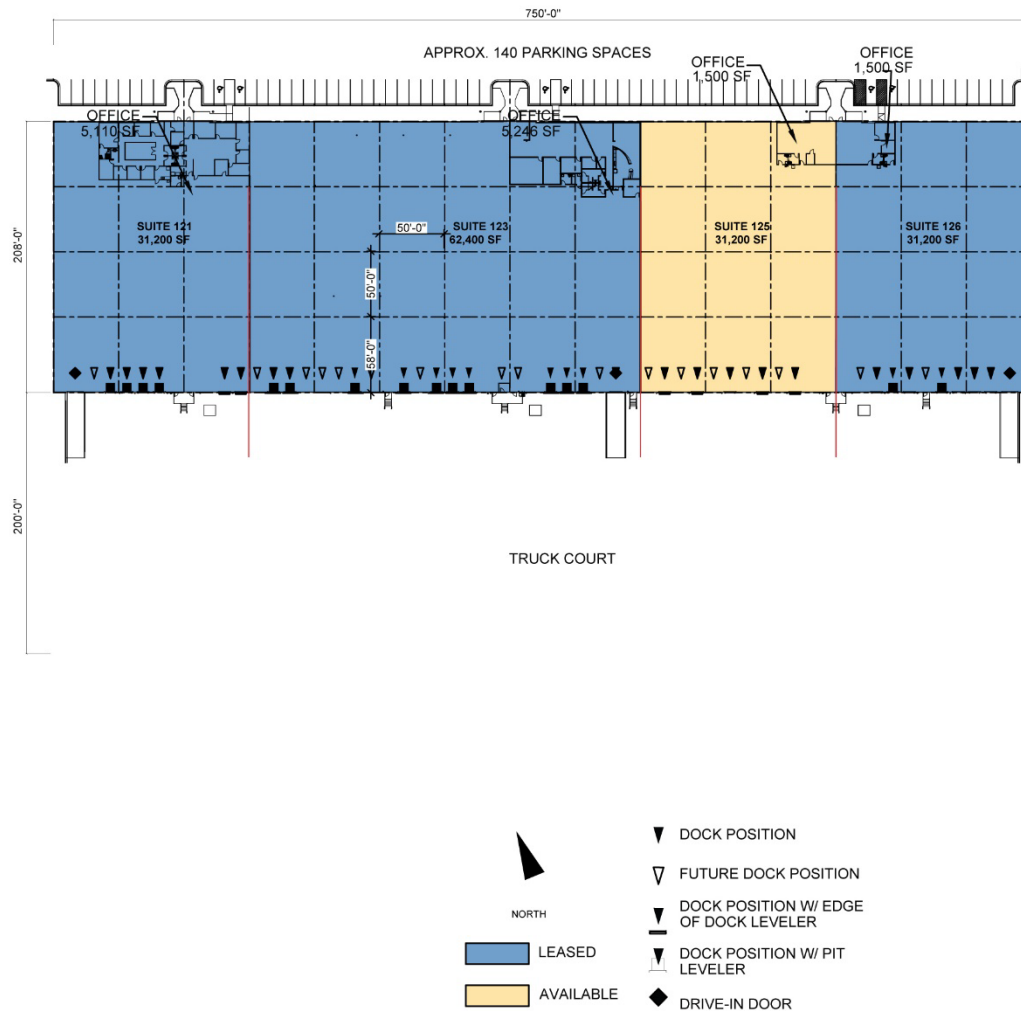 750'-0"
APPROX. 140 PARKING SPACES
OFFICE
1,500 SF
OFFICE
1,500 SF
OFFICE
5,110 SF
OFFICE
5,246 SF
208'-0"
SUITE 121
31,200 SF
50'-0"
SUITE 123
62,400 SF
SUITE 125
31,200 SF
SUITE 126
31,200 SF
50'-0"
58'-0"
200'-0"
TRUCK COURT
NORTH
LEASED
AVAILABLE
DOCK POSITION
FUTURE DOCK POSITION
DOCK POSITION W/ EDGE
OF DOCK LEVELER
DOCK POSITION W/ PIT
LEVELER
DRIVE-IN DOOR